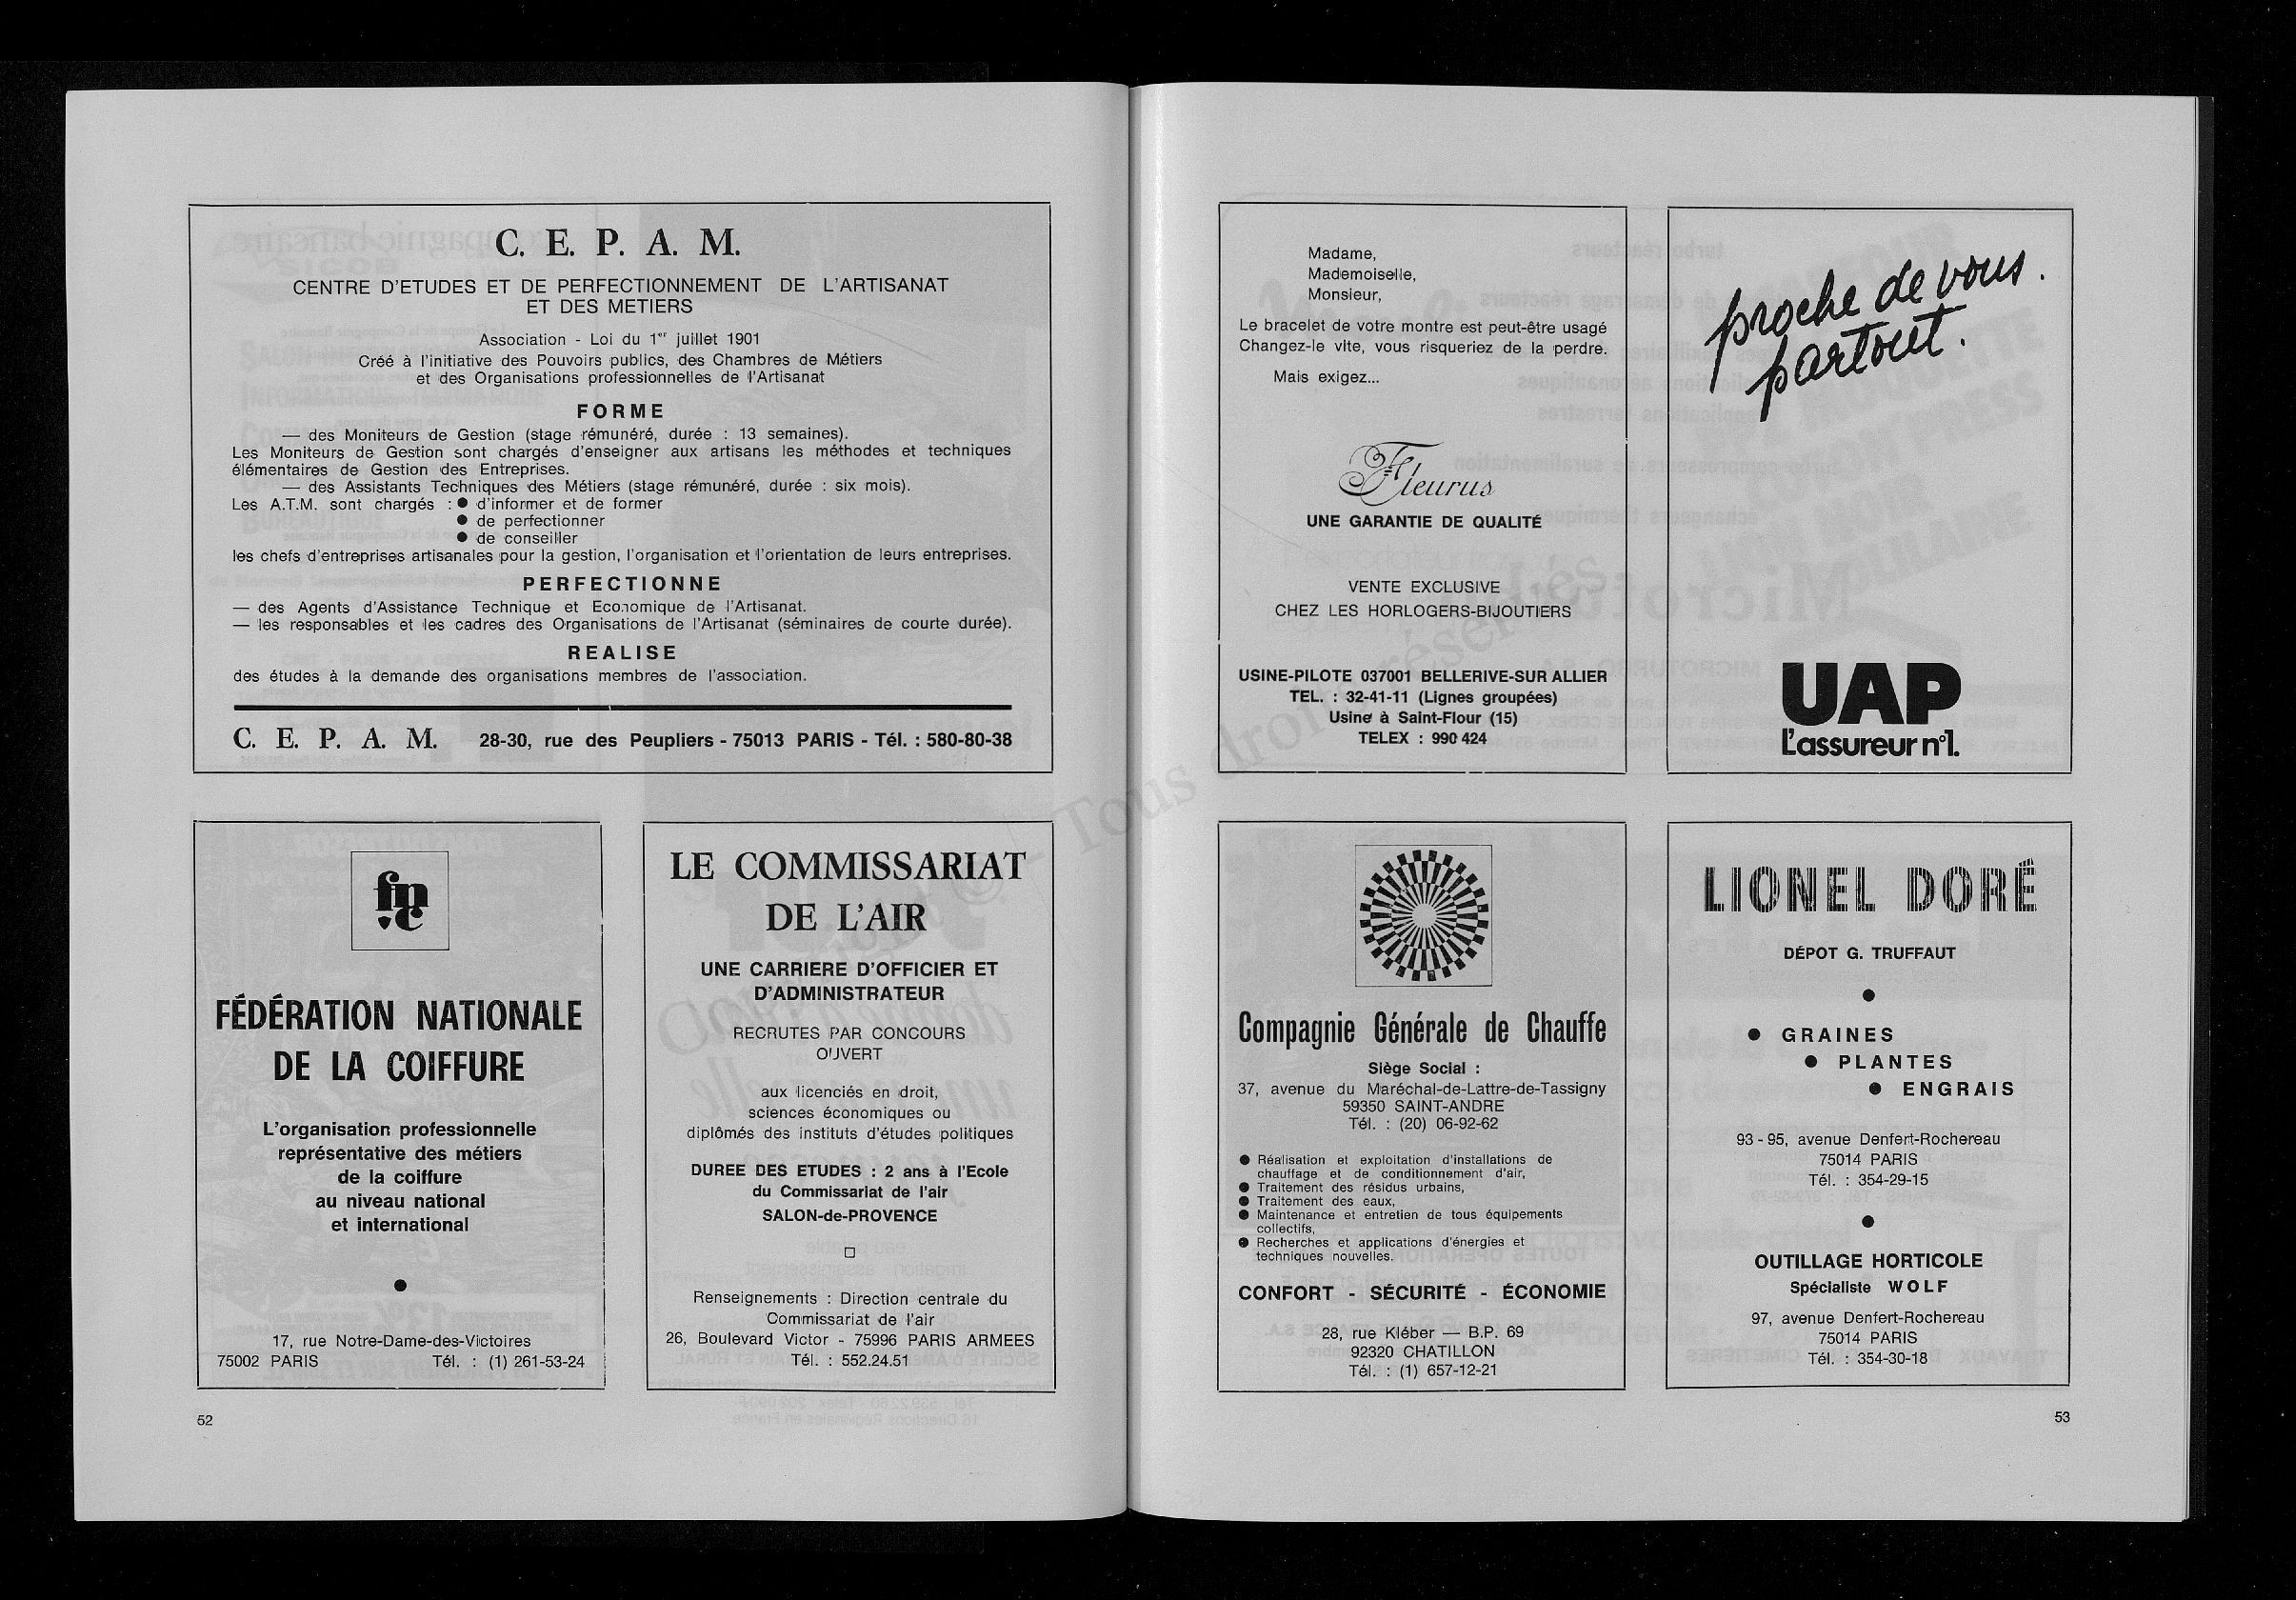 C. E. P. A. M.
CENTRE D'ETUDES ET DE PERFECTIONNEMENT DE L'ARTISANAT
ET DES METIERS
Association - Loi du 1er juillet 1901
Créé à l'initiative des Pouvoirs publics, des Chambres de Métiers
et des Organisations professionnelles de l'Artisanat
FORME
— des Moniteurs de Gestion (stage rémunéré, durée : 13 semaines).
Les Moniteurs de Gestion sont chargés d'enseigner aux artisans les méthodes et techniques
élémentaires de Gestion des Entreprises.
— des Assistants Techniques des Métiers (stage rémunéré, durée : six mois).
Les A.T.M. sont chargés : ● d'informer et de former
● de perfectionner
● de conseiller
les chefs d'entreprises artisanales pour la gestion, l'organisation et l'orientation de leurs entreprises.
PERFECTIONNE
— des Agents d'Assistance Technique et Economique de l'Artisanat.
— les responsables et les cadres des Organisations de l'Artisanat (séminaires de courte durée).
REALISE
des études à la demande des organisations membres de l'association.
C. E. P. A. M. 28-30, rue des Peupliers - 75013 PARIS - Tél. : 580-80-38
fnc
FÉDÉRATION NATIONALE
DE LA COIFFURE
L'organisation professionnelle
représentative des métiers
de la coiffure
au niveau national
et international
●
17, rue Notre-Dame-des-Victoires
75002 PARIS Tél. : (1) 261-53-24
LE COMMISSARIAT
DE L'AIR
UNE CARRIERE D'OFFICIER ET
D'ADMINISTRATEUR
RECRUTES PAR CONCOURS
OUVERT
aux licenciés en droit,
sciences économiques ou
diplômés des instituts d'études politiques
DUREE DES ETUDES : 2 ans à l'Ecole
du Commissariat de l'air
SALON-de-PROVENCE
Renseignements : Direction centrale du
Commissariat de l'air
26, Boulevard Victor - 75996 PARIS ARMEES
Tél. : 552.24.51
52
Madame,
Mademoiselle,
Monsieur,
Le bracelet de votre montre est peut-être usagé
Changez-le vite, vous risqueriez de la perdre.
Mais exigez...
Fleurus
UNE GARANTIE DE QUALITÉ
VENTE EXCLUSIVE
CHEZ LES HORLOGERS-BIJOUTIERS
USINE-PILOTE 037001 BELLERIVE-SUR ALLIER
TEL. : 32-41-11 (Lignes groupées)
Usine à Saint-Flour (15)
TELEX : 990 424
proche de vous.
partout.
UAP
L'assureur n°1.
Compagnie Générale de Chauffe
Siège Social :
37, avenue du Maréchal-de-Lattre-de-Tassigny
59350 SAINT-ANDRE
Tél. : (20) 06-92-62
● Réalisation et exploitation d'installations de
chauffage et de conditionnement d'air,
● Traitement des résidus urbains,
● Traitement des eaux,
● Maintenance et entretien de tous équipements
collectifs,
● Recherches et applications d'énergies et
techniques nouvelles.
CONFORT - SÉCURITÉ - ÉCONOMIE
28, rue Kléber — B.P. 69
92320 CHATILLON
Tél. : (1) 657-12-21
LIONEL DORÉ
DÉPOT G. TRUFFAUT
●
● GRAINES
● PLANTES
● ENGRAIS
93 - 95, avenue Denfert-Rochereau
75014 PARIS
Tél. : 354-29-15
●
OUTILLAGE HORTICOLE
Spécialiste WOLF
97, avenue Denfert-Rochereau
75014 PARIS
Tél. : 354-30-18
53
© - Tous droits réservés